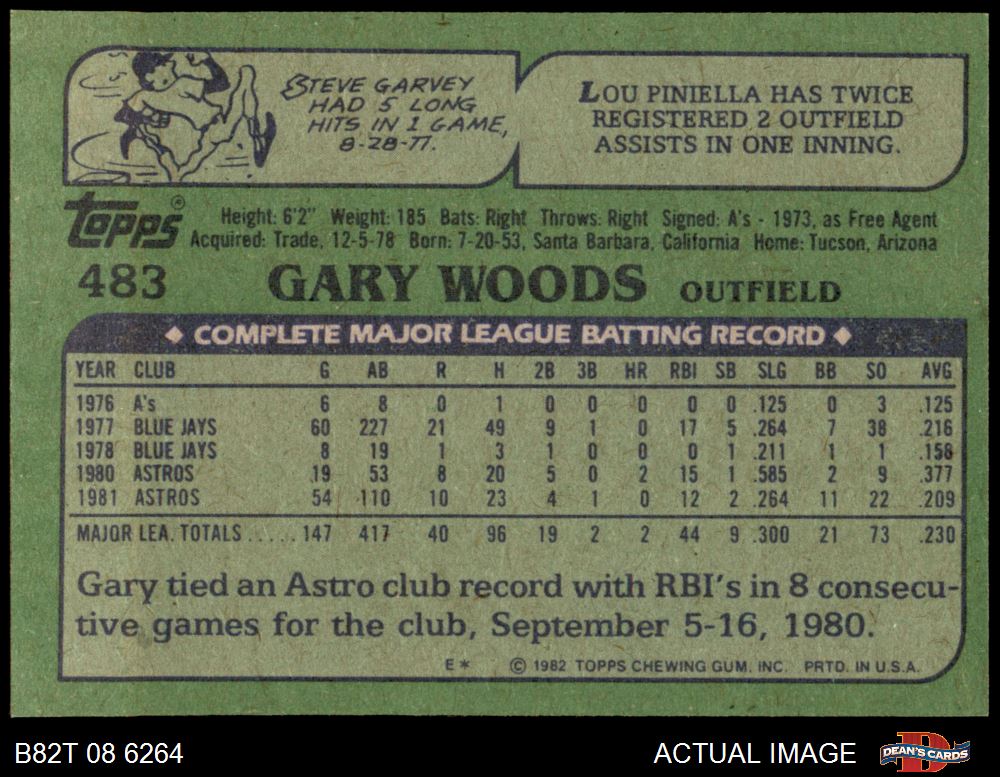 STEVE GARVEY
HAD 5 LONG
HITS IN 1 GAME,
8-28-77.
LOU PINIELLA HAS TWICE
REGISTERED 2 OUTFIELD
ASSISTS IN ONE INNING.
topps®
Height: 6'2" Weight: 185 Bats: Right Throws: Right Signed: A's - 1973, as Free Agent
Acquired: Trade, 12-5-78 Born: 7-20-53, Santa Barbara, California Home: Tucson, Arizona
483 GARY WOODS OUTFIELD
◆ COMPLETE MAJOR LEAGUE BATTING RECORD ◆
YEAR CLUB G AB R H 2B 3B HR RBI SB SLG BB SO AVG
1976 A's 6 8 0 1 0 0 0 0 0 .125 0 3 .125
1977 BLUE JAYS 60 227 21 49 9 1 0 17 5 .264 7 38 .216
1978 BLUE JAYS 8 19 1 3 1 0 0 0 1 .211 1 1 .158
1980 ASTROS 19 53 8 20 5 0 2 15 1 .585 2 9 .377
1981 ASTROS 54 110 10 23 4 1 0 12 2 .264 11 22 .209
MAJOR LEA. TOTALS ..... 147 417 40 96 19 2 2 44 9 .300 21 73 .230
Gary tied an Astro club record with RBI's in 8 consecu-
tive games for the club, September 5-16, 1980.
E* © 1982 TOPPS CHEWING GUM. INC. PRTD. IN U.S.A.
B82T 08 6264 ACTUAL IMAGE DEAN'S CARDS